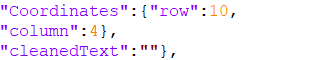 "Coordinates":{"row":10,
"column":4},
"cleanedText":""},